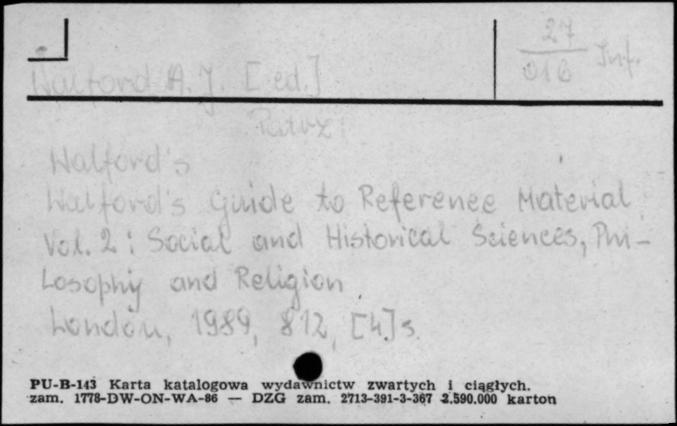 27
016 Inf.
Walford A. J. [ed.]
Patrz:
Walford's
Walford's Guide to Reference Material.
Vol. 2: Social and Historical Sciences, Phi-
losophy and Religion.
London, 1989, 812, [4] s.
PU-B-143 Karta katalogowa wydawnictw zwartych i ciągłych.
zam. 1778-DW-ON-WA-86 — DZG zam. 2713-391-3-367 2.590.000 karton